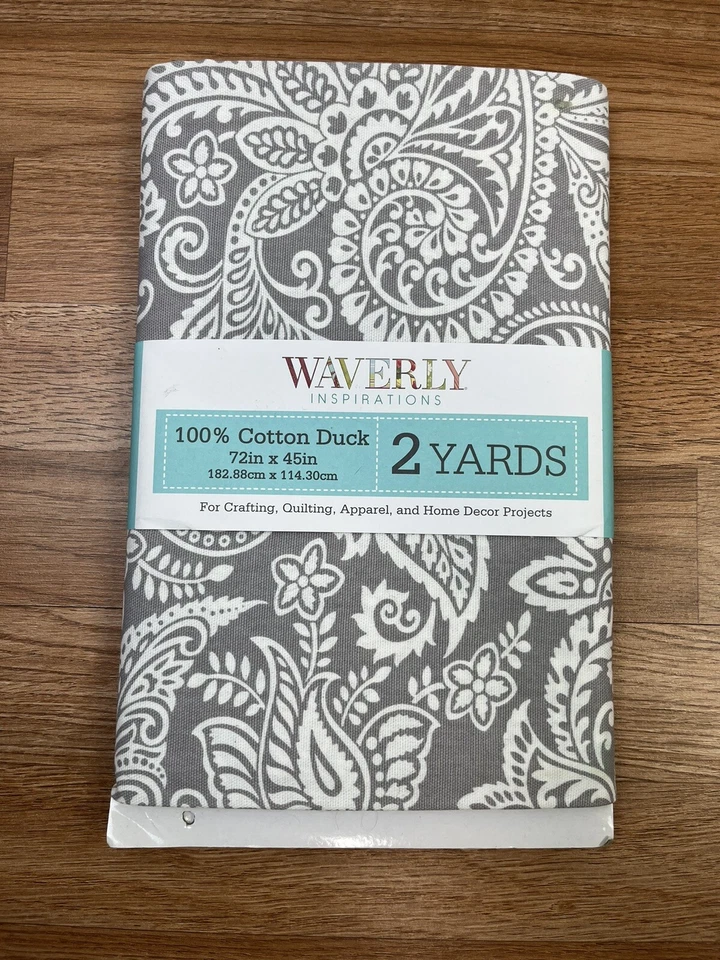 WAVERLY
INSPIRATIONS
100% Cotton Duck
72in x 45in
182.88cm x 114.30cm
2 YARDS
For Crafting, Quilting, Apparel, and Home Decor Projects